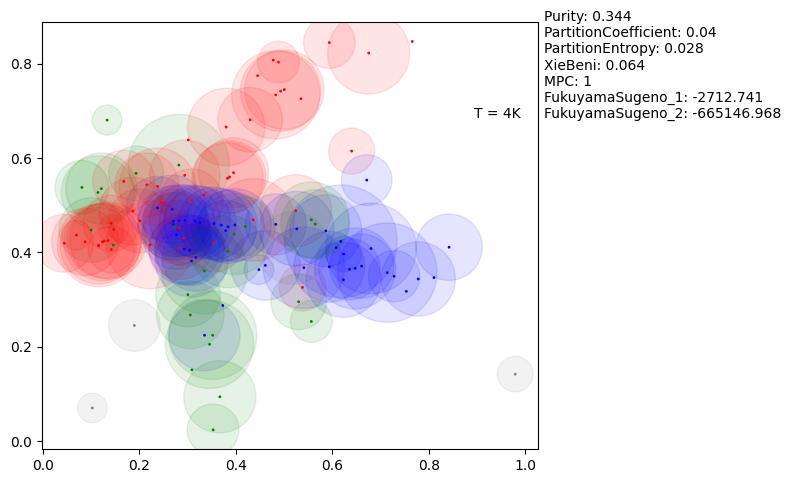 Purity: 0.344
PartitionCoefficient: 0.04
PartitionEntropy: 0.028
XieBeni: 0.064
MPC: 1
FukuyamaSugeno_1: -2712.741
FukuyamaSugeno_2: -665146.968
T = 4K
0.8
0.6
0.4
0.2
0.0
0.0 0.2 0.4 0.6 0.8 1.0